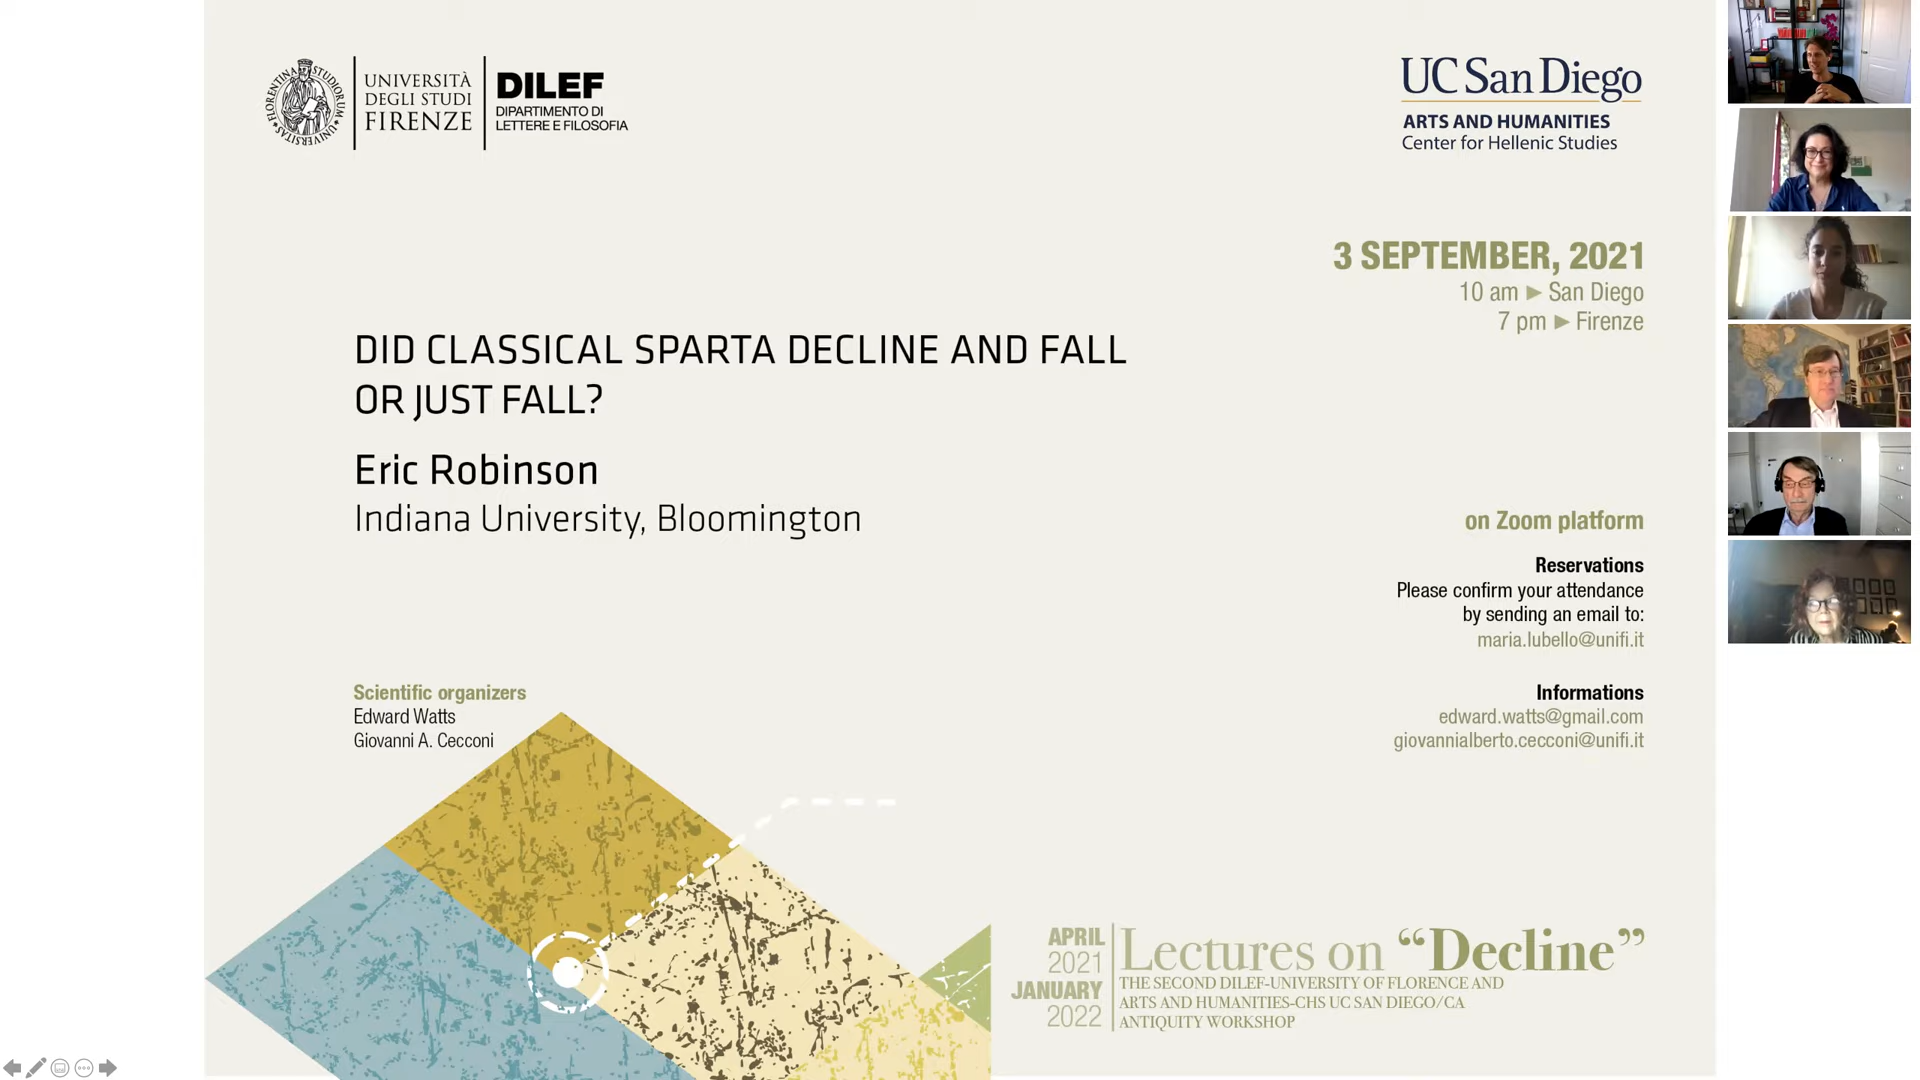 FLORENTINA STUDIORUM UNIVERSITAS
UNIVERSITÀ
DEGLI STUDI
FIRENZE
DILEF
DIPARTIMENTO DI
LETTERE E FILOSOFIA
UC San Diego
ARTS AND HUMANITIES
Center for Hellenic Studies
3 SEPTEMBER, 2021
10 am ► San Diego
7 pm ► Firenze
DID CLASSICAL SPARTA DECLINE AND FALL
OR JUST FALL?
Eric Robinson
Indiana University, Bloomington
on Zoom platform
Reservations
Please confirm your attendance
by sending an email to:
maria.lubello@unifi.it
Scientific organizers
Edward Watts
Giovanni A. Cecconi
Informations
edward.watts@gmail.com
giovannialberto.cecconi@unifi.it
APRIL
2021
JANUARY
2022
Lectures on “Decline”
THE SECOND DILEF-UNIVERSITY OF FLORENCE AND
ARTS AND HUMANITIES-CHS UC SAN DIEGO/CA
ANTIQUITY WORKSHOP